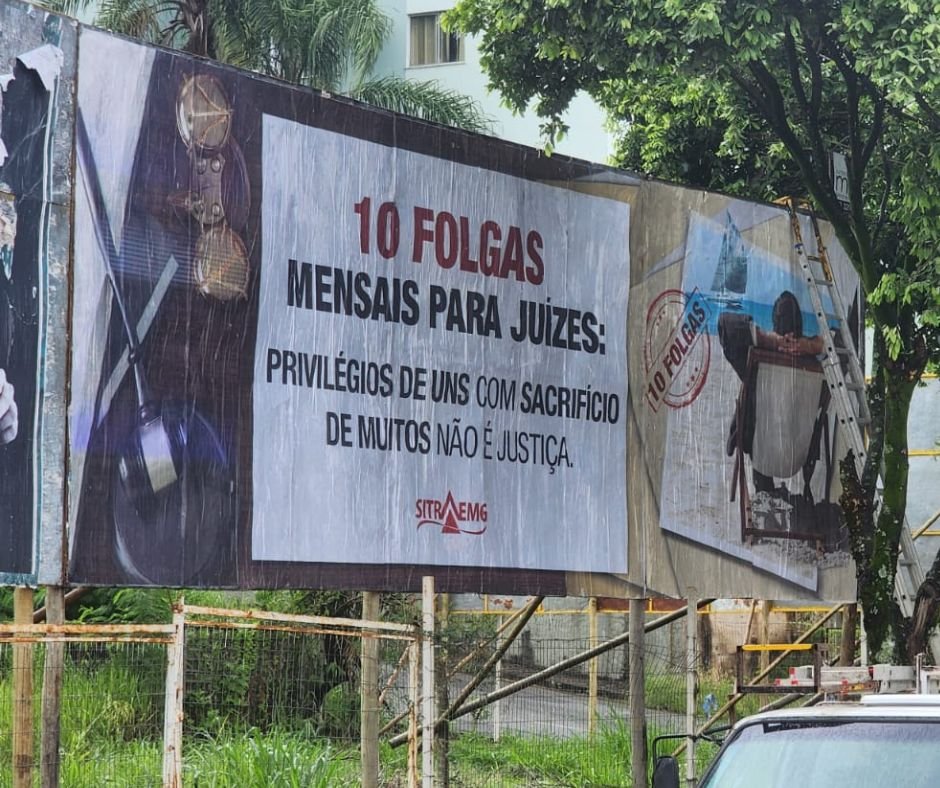 10 FOLGAS
MENSAIS PARA JUÍZES:
PRIVILÉGIOS DE UNS COM SACRIFÍCIO
DE MUITOS NÃO É JUSTIÇA.
SITRAEMG
10 FOLGAS
m